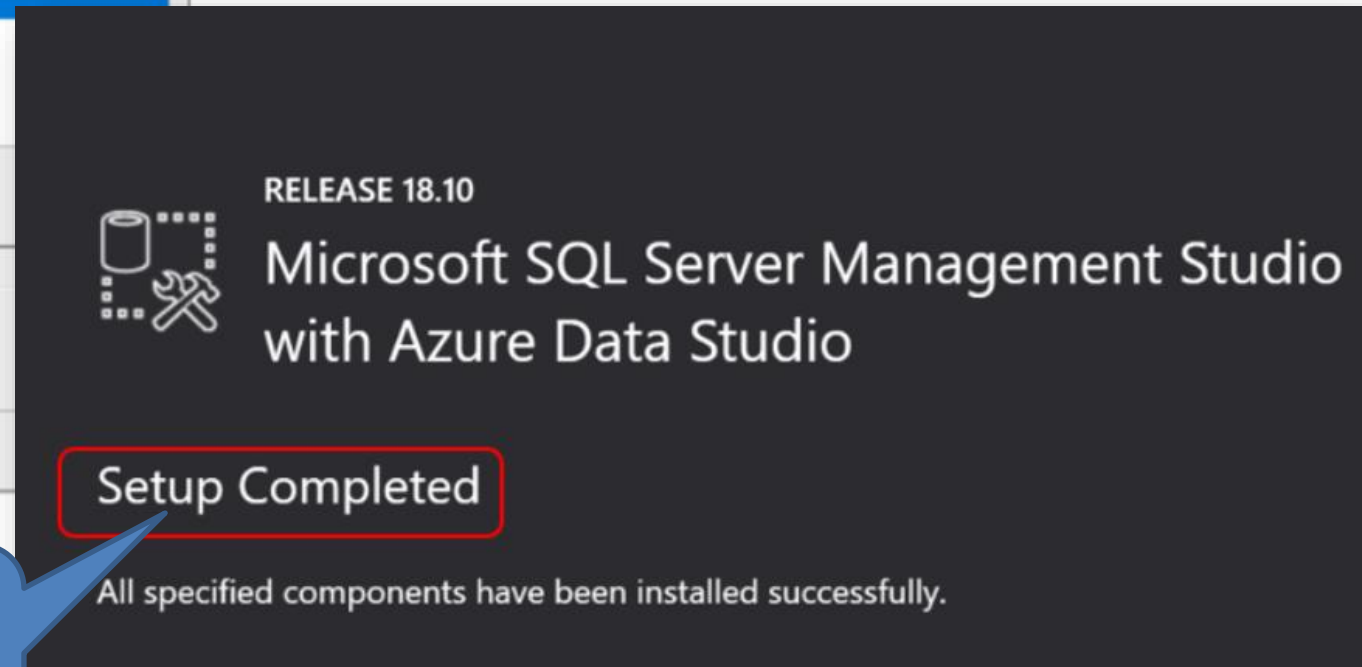 RELEASE 18.10
Microsoft SQL Server Management Studio
with Azure Data Studio
Setup Completed
All specified components have been installed successfully.